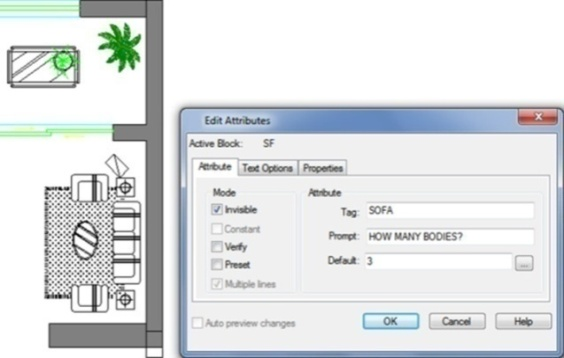 Edit Attributes
Active Block: SF
Attribute Text Options Properties
Mode
Invisible
Constant
Verify
Preset
Multiple lines
Attribute
Tag: SOFA
Prompt: HOW MANY BODIES?
Default: 3
...
Auto preview changes
OK Cancel Help